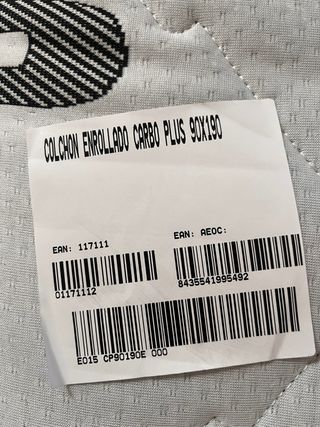 COLCHON ENROLLADO CARBO PLUS 90X190
EAN: 117111
EAN: AEOC:
01171112
8435541995492
E015 CP90190E 000